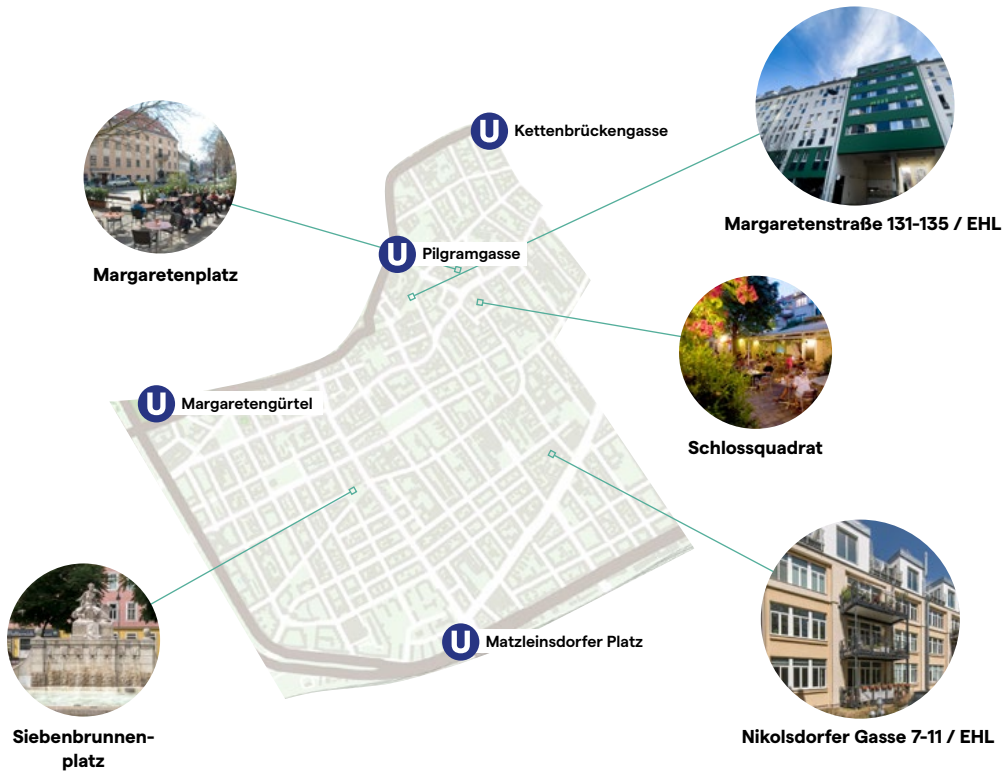 U Kettenbrückengasse
Margaretenstraße 131-135 / EHL
U Pilgramgasse
Margaretenplatz
U Margaretengürtel
Schlossquadrat
U Matzleinsdorfer Platz
Siebenbrunnen-
platz
Nikolsdorfer Gasse 7-11 / EHL